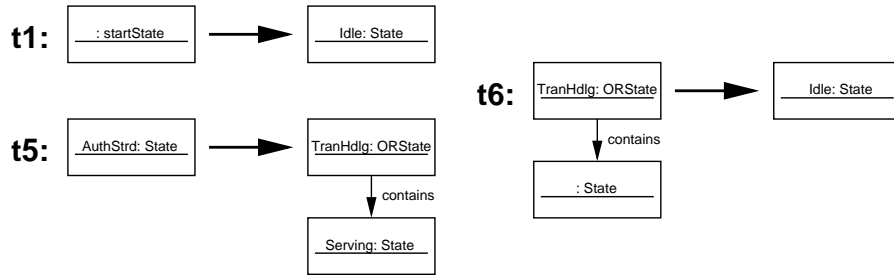 t1:
: startState
Idle: State
t5:
AuthStrd: State
TranHdlg: ORState
contains
Serving: State
t6:
TranHdlg: ORState
Idle: State
contains
: State